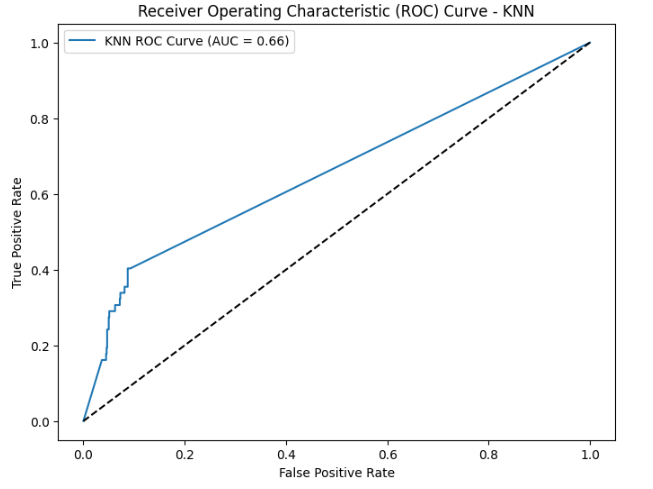 Receiver Operating Characteristic (ROC) Curve - KNN
KNN ROC Curve (AUC = 0.66)
1.0
0.8
0.6
0.4
0.2
0.0
True Positive Rate
0.0 0.2 0.4 0.6 0.8 1.0
False Positive Rate